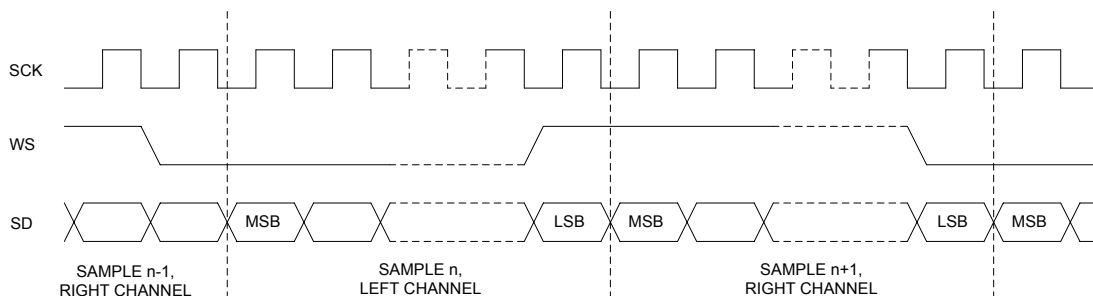 SCK
WS
SD
MSB
LSB
MSB
LSB
MSB
SAMPLE n-1,
RIGHT CHANNEL
SAMPLE n,
LEFT CHANNEL
SAMPLE n+1,
RIGHT CHANNEL